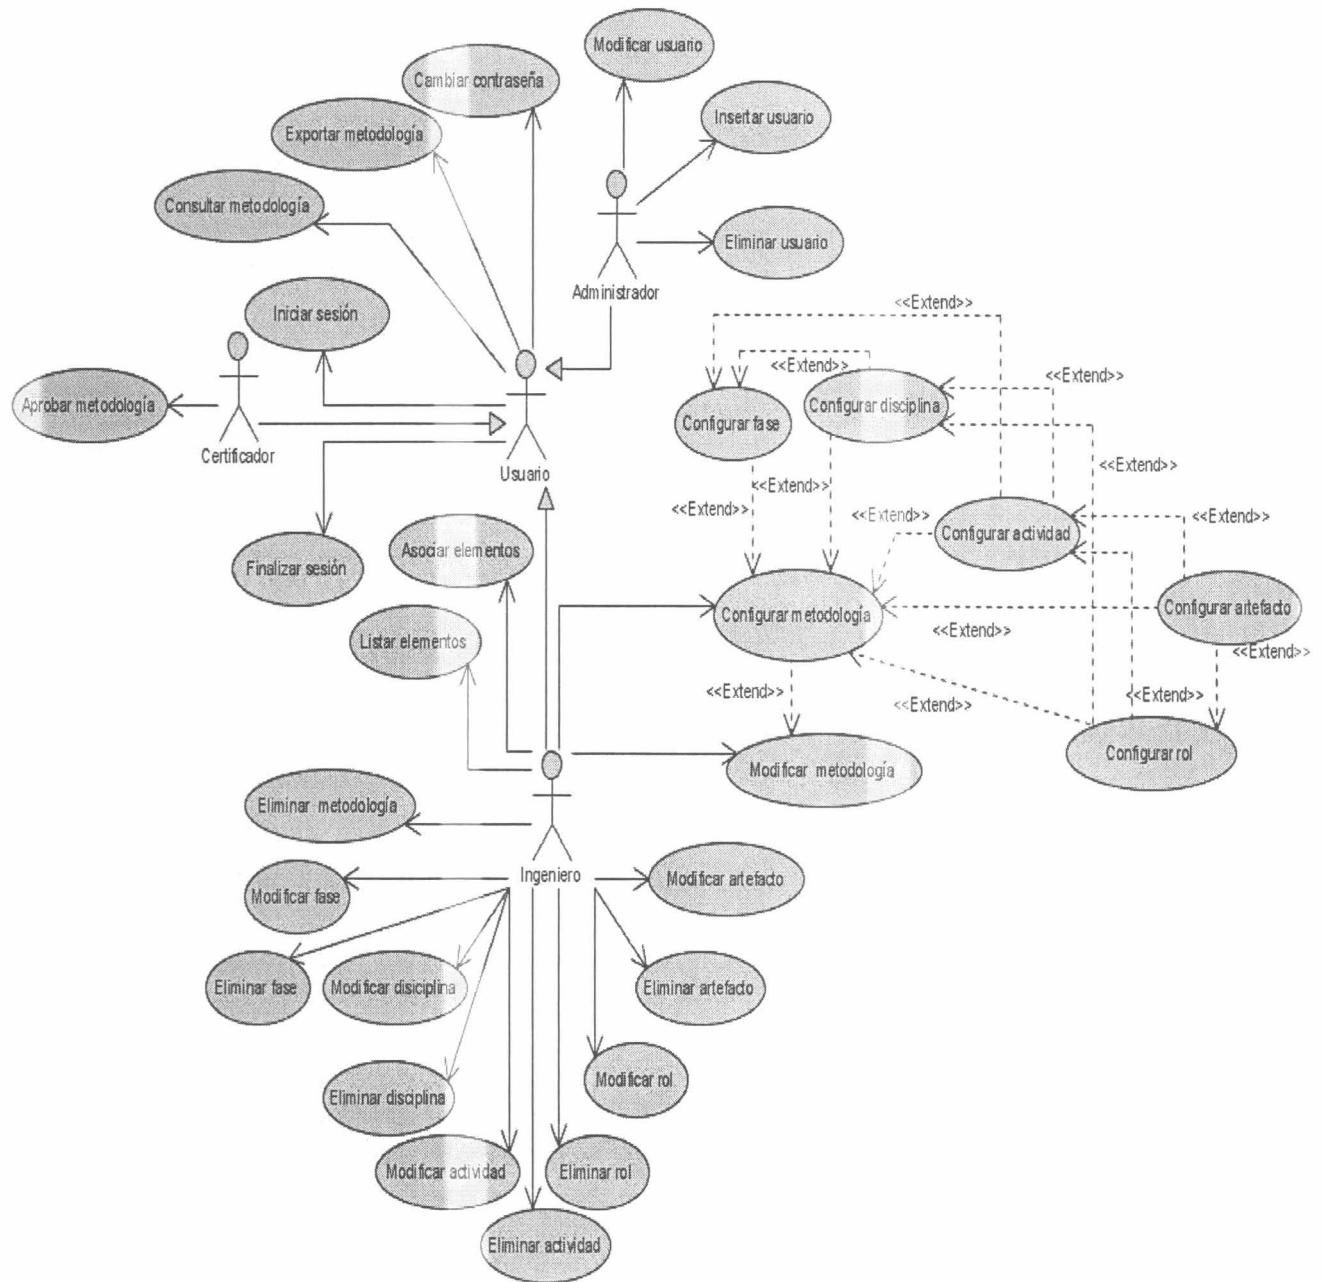 Modificar usuario
Cambiar contraseña
Insertar usuario
Exportar metodología
Consultar metodología
Eliminar usuario
Administrador
<<Extend>>
Iniciar sesión
<<Extend>>
<<Extend>>
Aprobar metodología
Configurar disciplina
Configurar fase
Certificador
Usuario
<<Extend>>
<<Extend>>
<<Extend>>
<<Extend>>
<<Extend>>
Asociar elementos
Configurar actividad
Finalizar sesión
Configurar metodología
Configurar artefacto
Listar elementos
<<Extend>>
<<Extend>>
<<Extend>>
<<Extend>>
<<Extend>>
Configurar rol
Modificar metodología
Eliminar metodología
Ingeniero
Modificar artefacto
Modificar fase
Eliminar fase
Modificar disiciplina
Eliminar artefacto
Modificar rol
Eliminar disciplina
Modificar actividad
Eliminar rol
Eliminar actividad